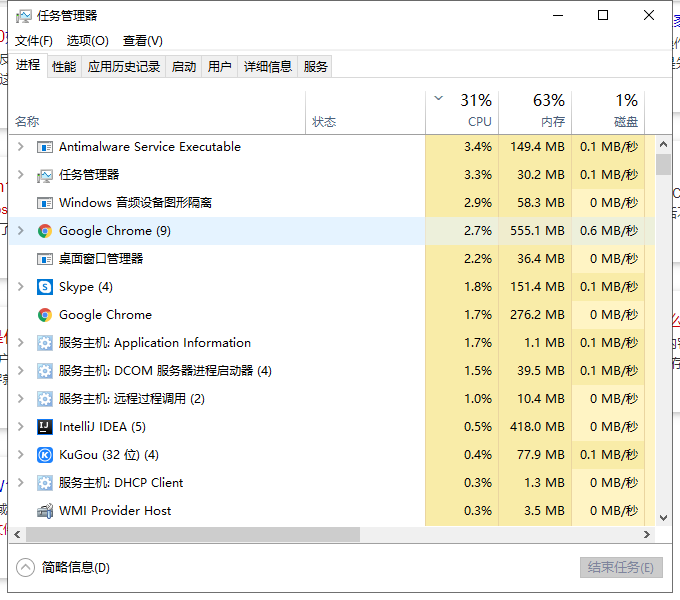 任务管理器
文件(F) 选项(O) 查看(V)
进程 性能 应用历史记录 启动 用户 详细信息 服务
31% 63% 1%
名称 状态 CPU 内存 磁盘
Antimalware Service Executable 3.4% 149.4 MB 0.1 MB/秒
任务管理器 3.3% 30.2 MB 0.1 MB/秒
Windows 音频设备图形隔离 2.9% 58.3 MB 0 MB/秒
Google Chrome (9) 2.7% 555.1 MB 0.6 MB/秒
桌面窗口管理器 2.2% 36.4 MB 0 MB/秒
Skype (4) 1.8% 151.4 MB 0.1 MB/秒
Google Chrome 1.7% 276.2 MB 0 MB/秒
服务主机: Application Information 1.7% 1.1 MB 0.1 MB/秒
服务主机: DCOM 服务器进程启动器 (4) 1.5% 39.5 MB 0.1 MB/秒
服务主机: 远程过程调用 (2) 1.0% 10.4 MB 0 MB/秒
IntelliJ IDEA (5) 0.5% 418.0 MB 0 MB/秒
KuGou (32 位) (4) 0.4% 77.9 MB 0.1 MB/秒
服务主机: DHCP Client 0.3% 1.3 MB 0 MB/秒
WMI Provider Host 0.3% 3.5 MB 0 MB/秒
简略信息(D) 结束任务(E)